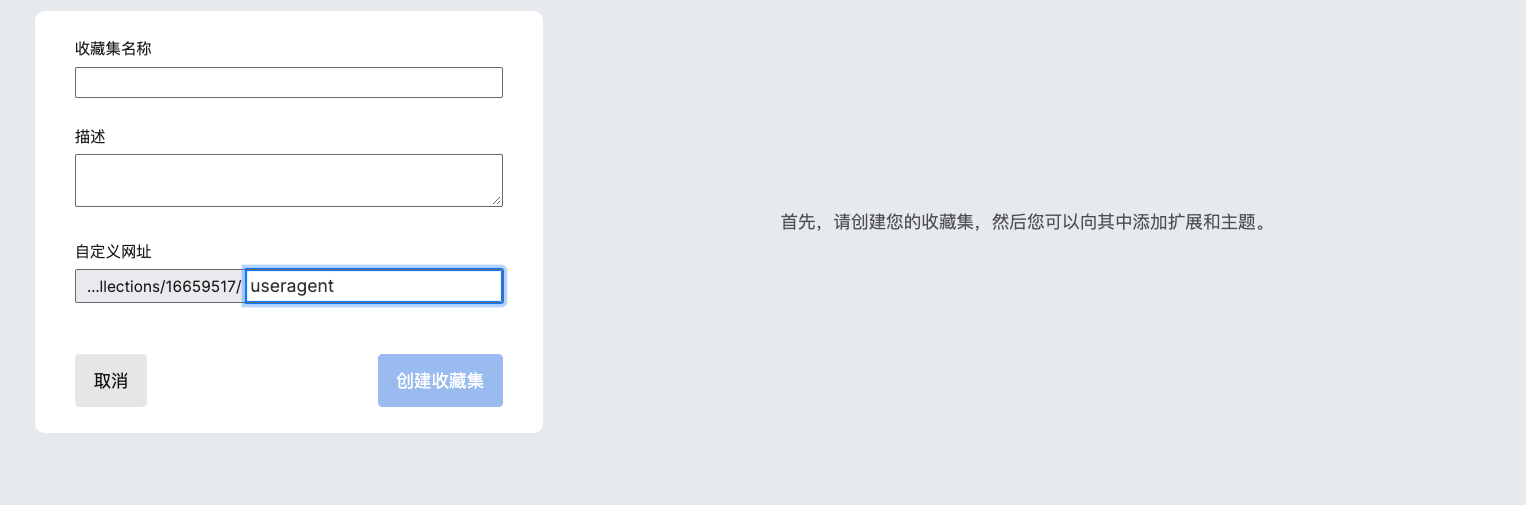 收藏集名称
描述
自定义网址
...llections/16659517/ useragent
取消
创建收藏集
首先，请创建您的收藏集，然后您可以向其中添加扩展和主题。